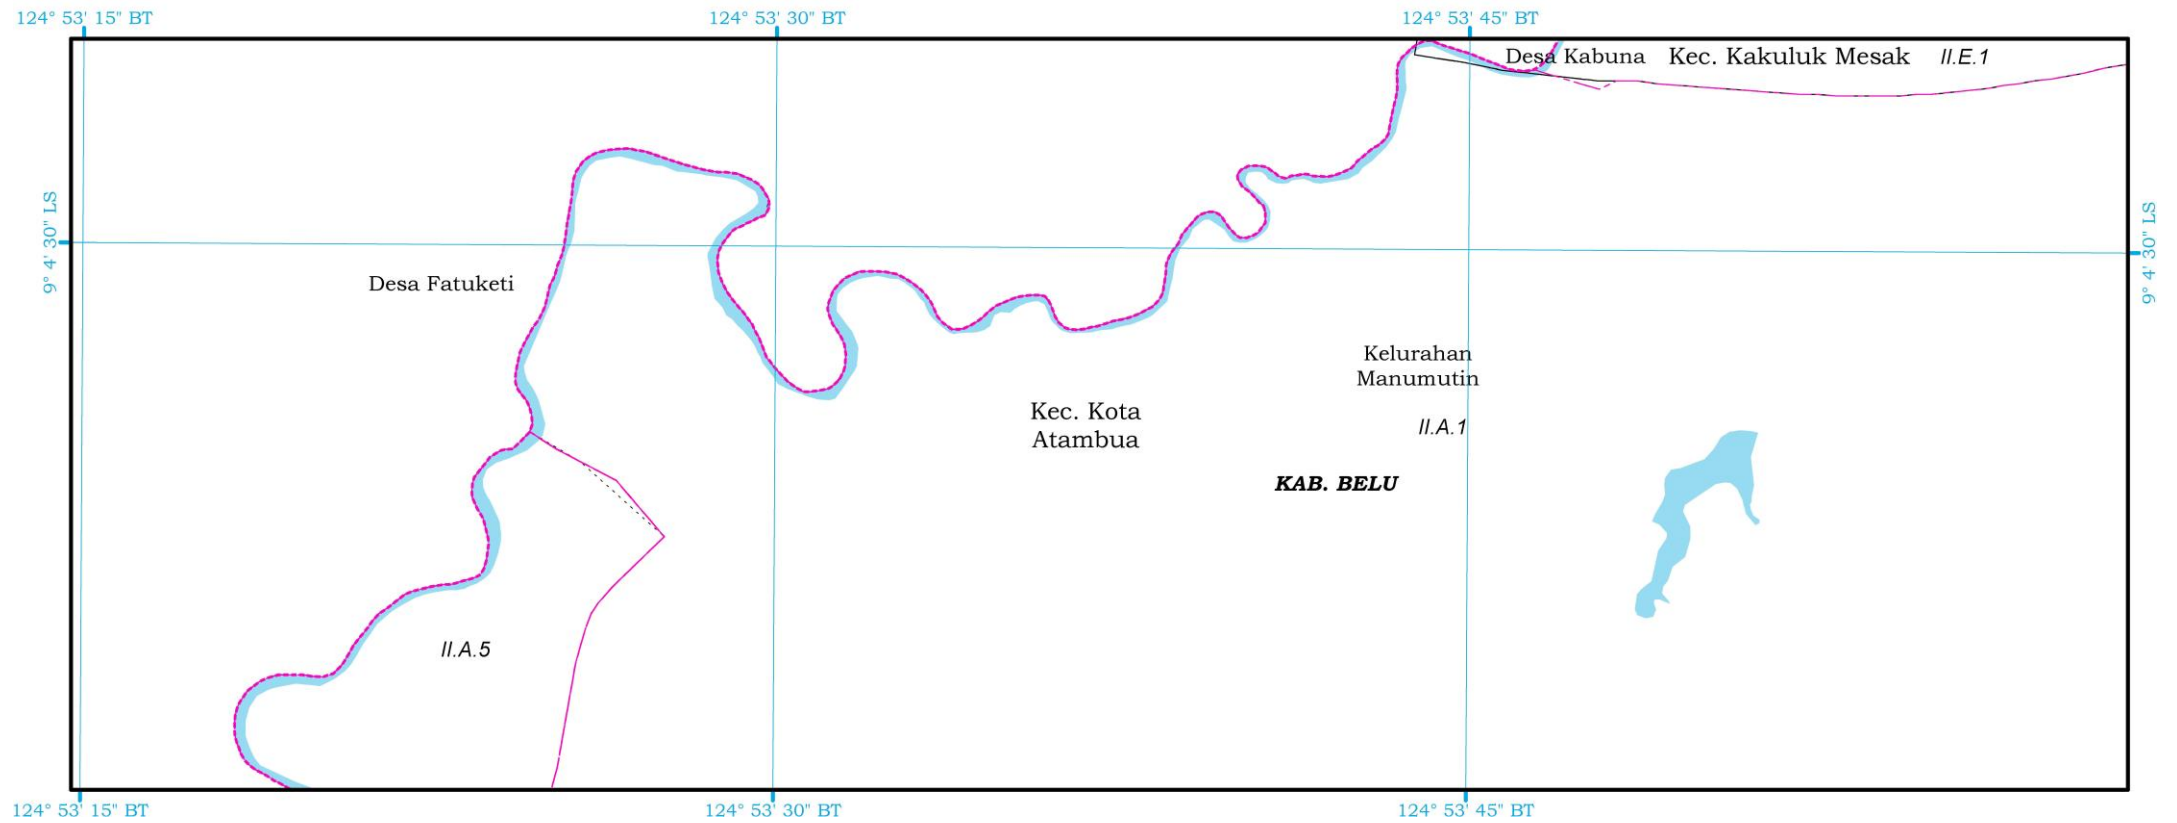 124° 53' 15" BT
124° 53' 30" BT
124° 53' 45" BT
Desa Kabuna
Kec. Kakuluk Mesak
II.E.1
9° 4' 30" LS
9° 4' 30" LS
Desa Fatuketi
Kelurahan
Manumutin
Kec. Kota
Atambua
II.A.1
KAB. BELU
II.A.5
124° 53' 15" BT
124° 53' 30" BT
124° 53' 45" BT